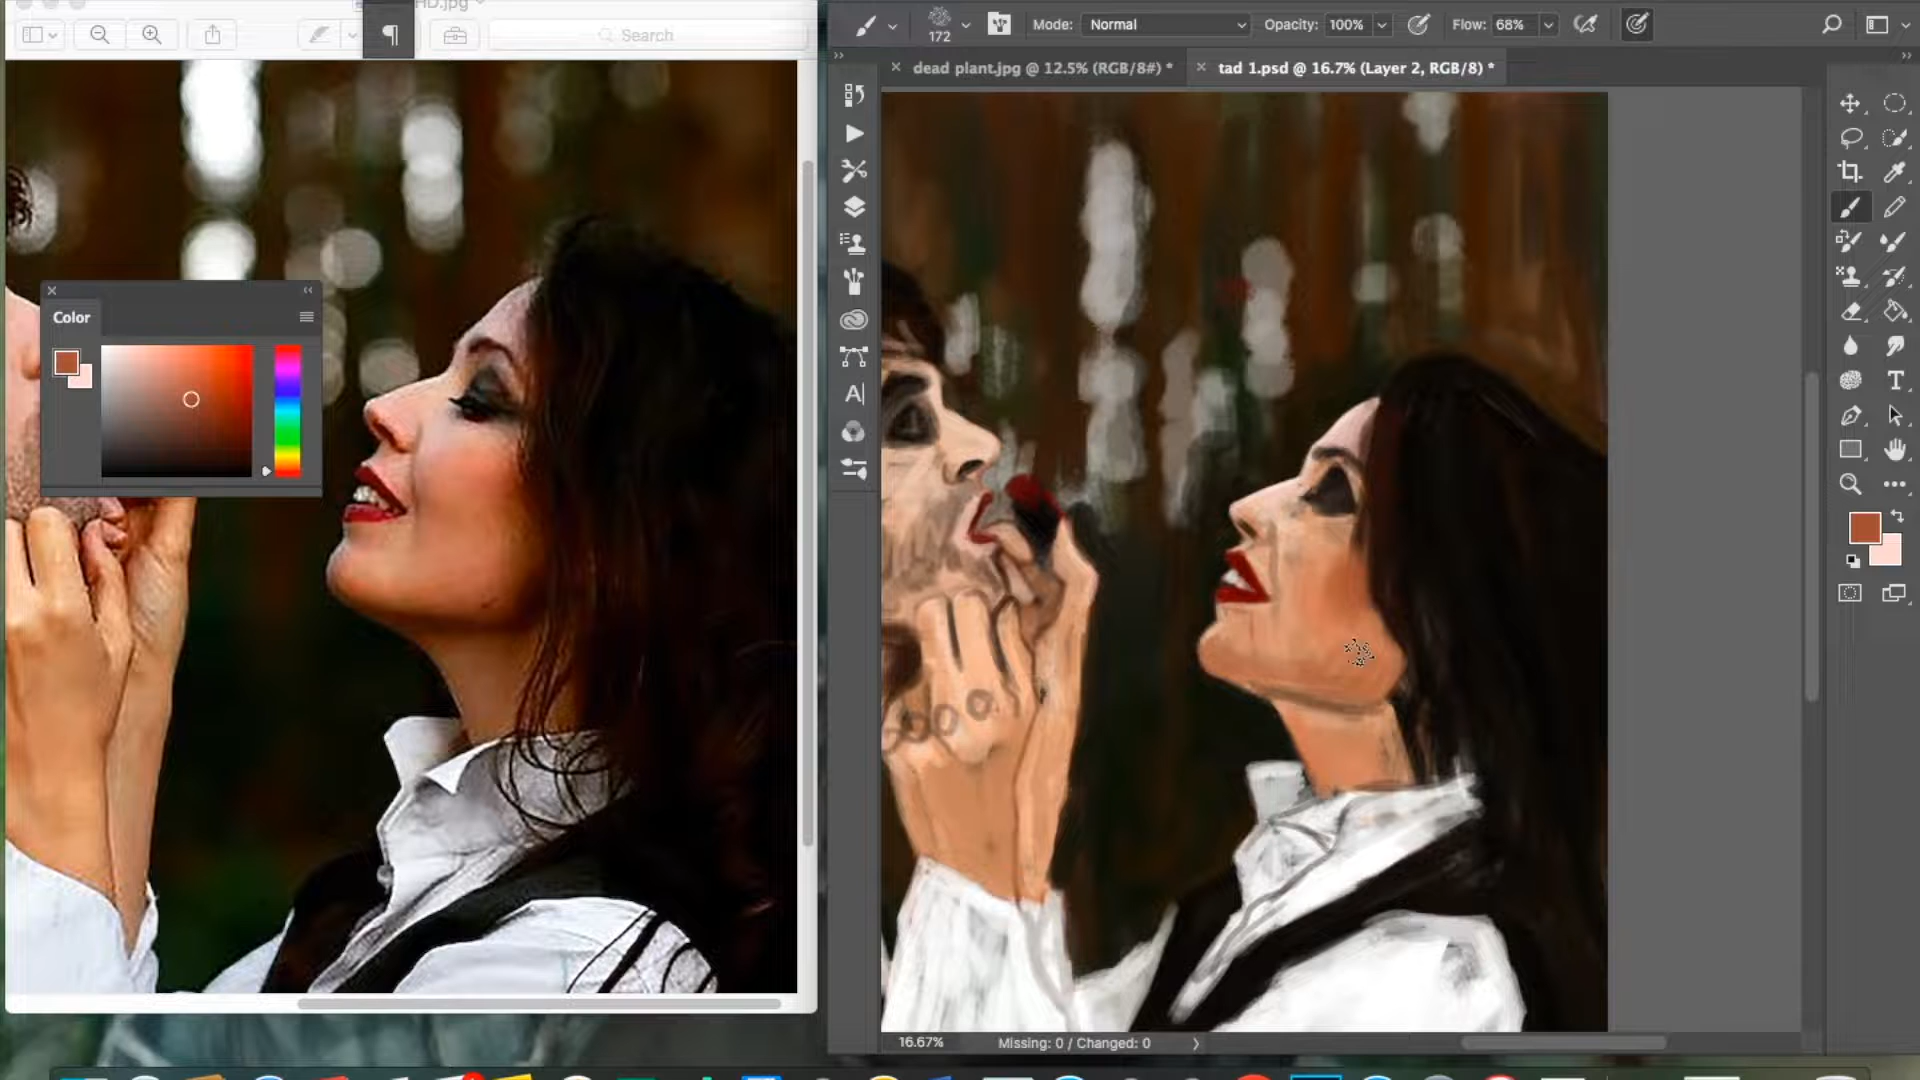 HD.jpg
Search
172
Mode: Normal
Opacity: 100%
Flow: 68%
dead plant.jpg @ 12.5% (RGB/8#) *
tad 1.psd @ 16.7% (Layer 2, RGB/8) *
Color
16.67%
Missing: 0 / Changed: 0